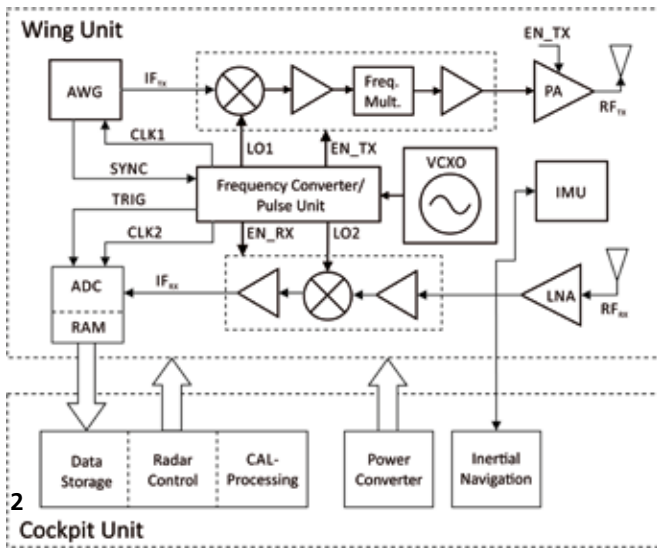 Wing Unit
EN_TX
AWG
IF_TX
Freq.
Mult.
PA
RF_TX
CLK1
LO1
EN_TX
VCXO
SYNC
Frequency Converter/
Pulse Unit
IMU
TRIG
EN_RX
LO2
CLK2
ADC
IF_RX
LNA
RF_RX
RAM
Data
Storage
Radar
Control
CAL-
Processing
Power
Converter
Inertial
Navigation
2
Cockpit Unit